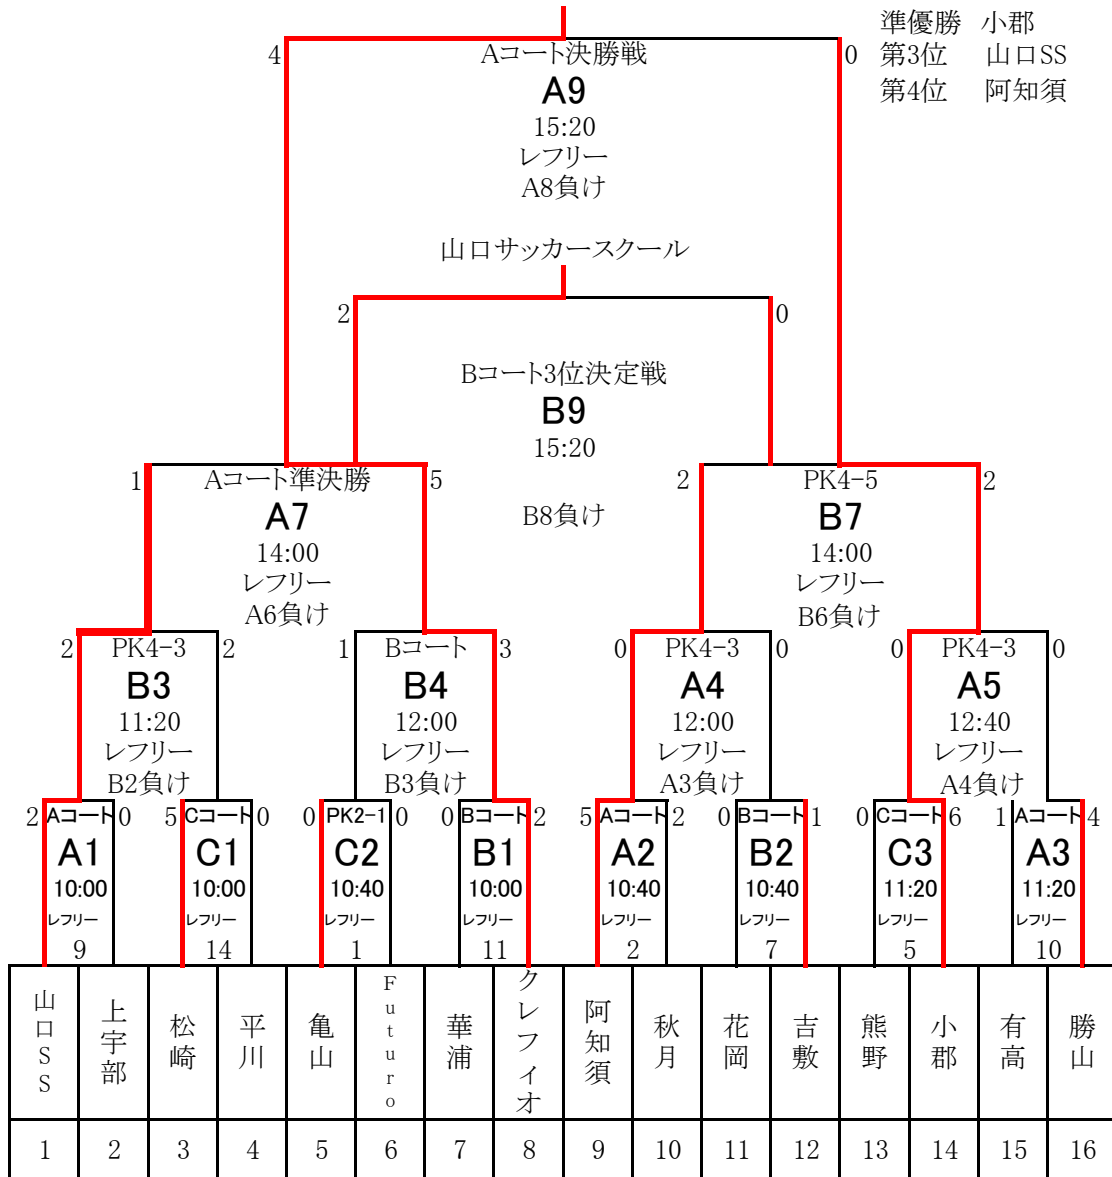 準優勝 小郡
4 Aコート決勝戦 0 第3位 山口SS
A9 第4位 阿知須
15:20
レフリー
A8負け
山口サッカースクール
2 0
Bコート3位決定戦
B9
15:20
1 Aコート準決勝 5 2 PK4-5 2
A7 B8負け B7
14:00 14:00
レフリー レフリー
A6負け B6負け
2 PK4-3 2 1 Bコート 3 0 PK4-3 0 0 PK4-3 0
B3 B4 A4 A5
11:20 12:00 12:00 12:40
レフリー レフリー レフリー レフリー
B2負け B3負け A3負け A4負け
2 Aコート 0 5 Cコート 0 0 PK2-1 0 0 Bコート 2 5 Aコート 2 0 Bコート 1 0 Cコート 6 1 Aコート 4
A1 C1 C2 B1 A2 B2 C3 A3
10:00 10:00 10:40 10:00 10:40 10:40 11:20 11:20
レフリー レフリー レフリー レフリー レフリー レフリー レフリー レフリー
9 14 1 11 2 7 5 10
山口SS 上宇部 松崎 平川 亀山 Futuro 華浦 クレフィオ 阿知須 秋月 花岡 吉敷 熊野 小郡 有高 勝山
1 2 3 4 5 6 7 8 9 10 11 12 13 14 15 16